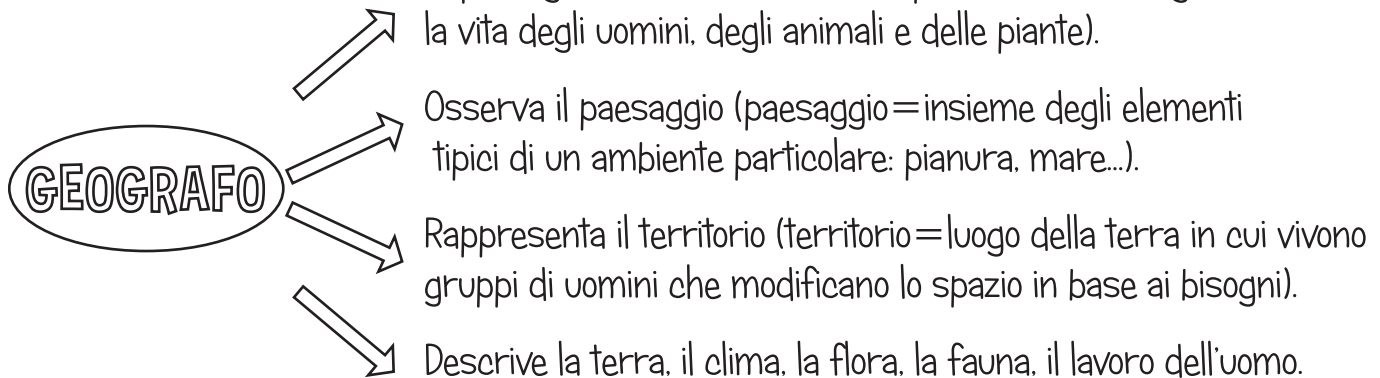 la vita degli uomini, degli animali e delle piante).
Osserva il paesaggio (paesaggio=insieme degli elementi
tipici di un ambiente particolare: pianura, mare...).
GEOGRAFO
Rappresenta il territorio (territorio=luogo della terra in cui vivono
gruppi di uomini che modificano lo spazio in base ai bisogni).
Descrive la terra, il clima, la flora, la fauna, il lavoro dell'uomo.